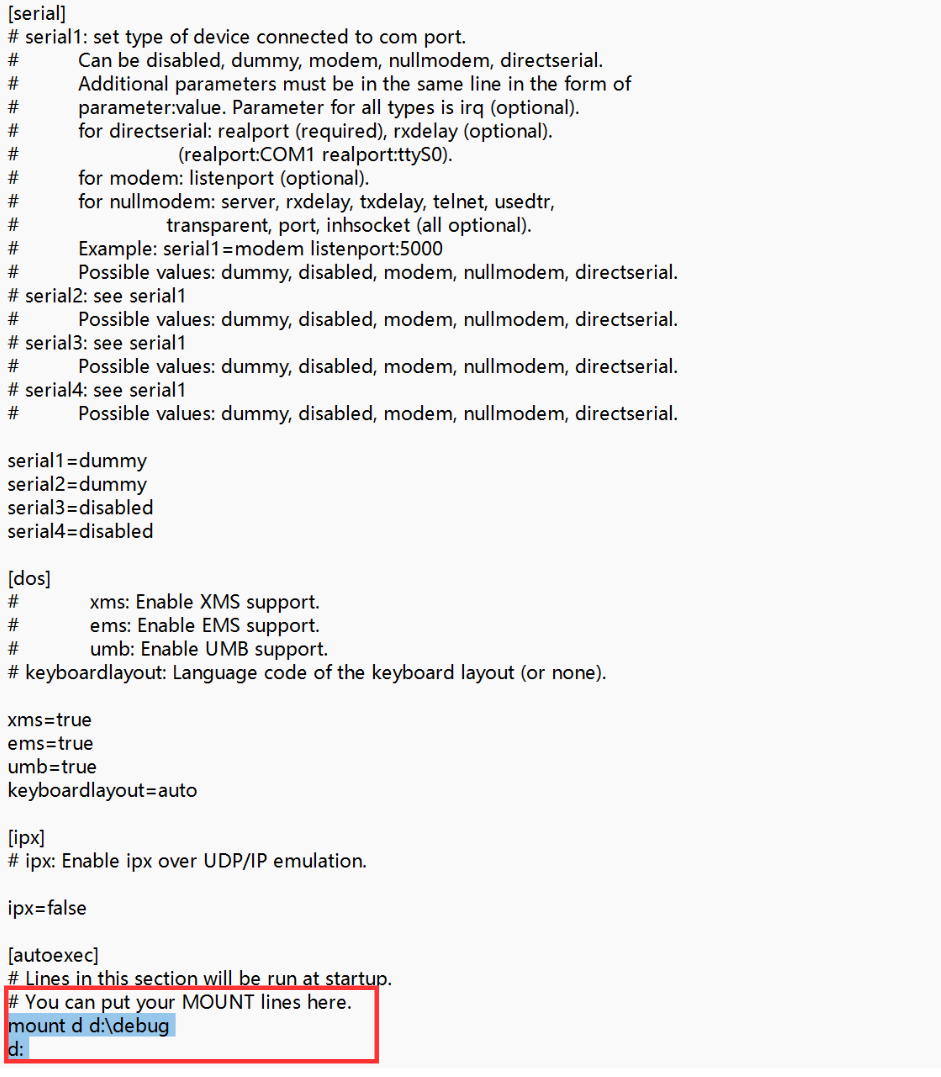 [serial]
# serial1: set type of device connected to com port.
#          Can be disabled, dummy, modem, nullmodem, directserial.
#          Additional parameters must be in the same line in the form of
#          parameter:value. Parameter for all types is irq (optional).
#          for directserial: realport (required), rxdelay (optional).
#                           (realport:COM1 realport:ttyS0).
#          for modem: listenport (optional).
#          for nullmodem: server, rxdelay, txdelay, telnet, usedtr,
#                         transparent, port, inhsocket (all optional).
#          Example: serial1=modem listenport:5000
#          Possible values: dummy, disabled, modem, nullmodem, directserial.
# serial2: see serial1
#          Possible values: dummy, disabled, modem, nullmodem, directserial.
# serial3: see serial1
#          Possible values: dummy, disabled, modem, nullmodem, directserial.
# serial4: see serial1
#          Possible values: dummy, disabled, modem, nullmodem, directserial.
serial1=dummy
serial2=dummy
serial3=disabled
serial4=disabled
[dos]
#            xms: Enable XMS support.
#            ems: Enable EMS support.
#            umb: Enable UMB support.
# keyboardlayout: Language code of the keyboard layout (or none).
xms=true
ems=true
umb=true
keyboardlayout=auto
[ipx]
# ipx: Enable ipx over UDP/IP emulation.
ipx=false
[autoexec]
# Lines in this section will be run at startup.
# You can put your MOUNT lines here.
mount d d:\debug
d: